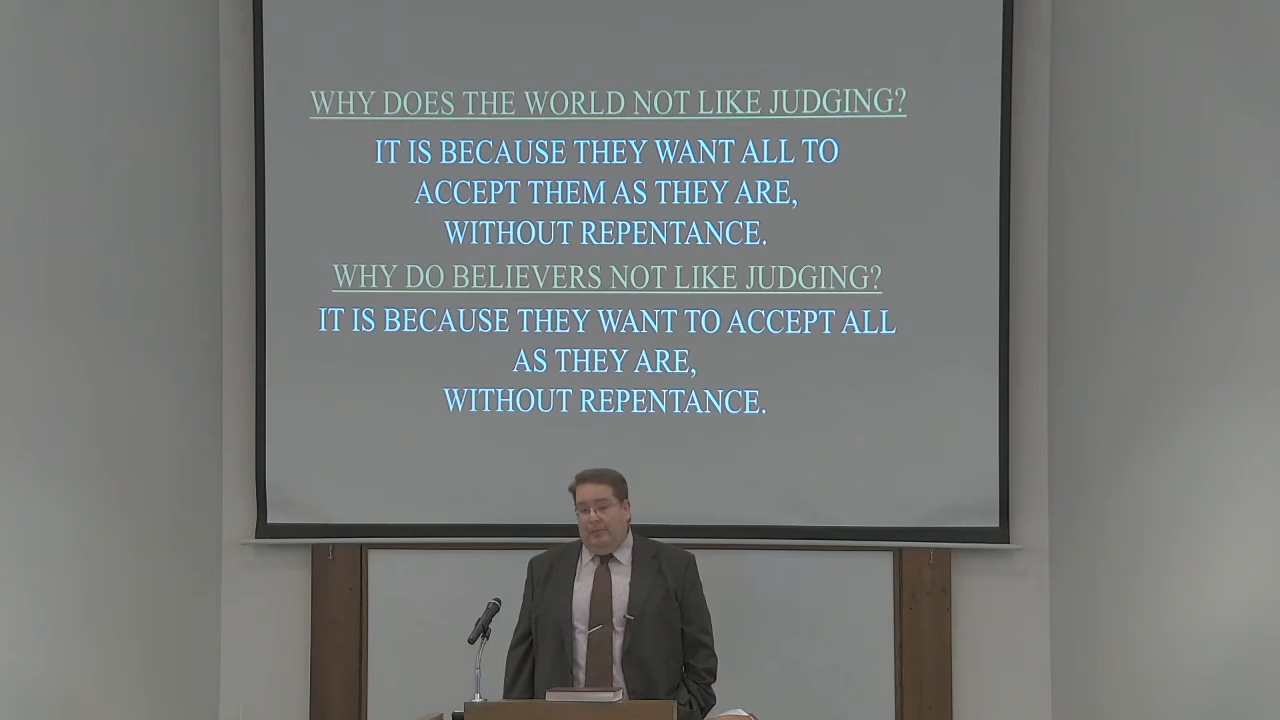 WHY DOES THE WORLD NOT LIKE JUDGING?
IT IS BECAUSE THEY WANT ALL TO
ACCEPT THEM AS THEY ARE,
WITHOUT REPENTANCE.
WHY DO BELIEVERS NOT LIKE JUDGING?
IT IS BECAUSE THEY WANT TO ACCEPT ALL
AS THEY ARE,
WITHOUT REPENTANCE.